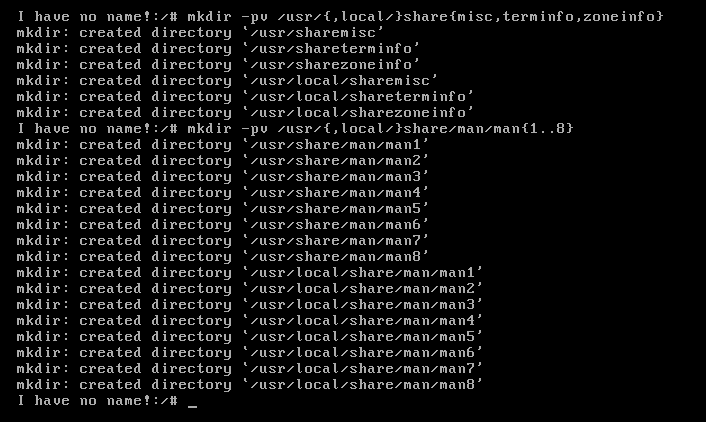 I have no name!:/# mkdir -pv /usr/{,local/}share{misc,terminfo,zoneinfo}
mkdir: created directory `/usr/sharemisc'
mkdir: created directory `/usr/shareterminfo'
mkdir: created directory `/usr/sharezoneinfo'
mkdir: created directory `/usr/local/sharemisc'
mkdir: created directory `/usr/local/shareterminfo'
mkdir: created directory `/usr/local/sharezoneinfo'
I have no name!:/# mkdir -pv /usr/{,local/}share/man/man{1..8}
mkdir: created directory `/usr/share/man/man1'
mkdir: created directory `/usr/share/man/man2'
mkdir: created directory `/usr/share/man/man3'
mkdir: created directory `/usr/share/man/man4'
mkdir: created directory `/usr/share/man/man5'
mkdir: created directory `/usr/share/man/man6'
mkdir: created directory `/usr/share/man/man7'
mkdir: created directory `/usr/share/man/man8'
mkdir: created directory `/usr/local/share/man/man1'
mkdir: created directory `/usr/local/share/man/man2'
mkdir: created directory `/usr/local/share/man/man3'
mkdir: created directory `/usr/local/share/man/man4'
mkdir: created directory `/usr/local/share/man/man5'
mkdir: created directory `/usr/local/share/man/man6'
mkdir: created directory `/usr/local/share/man/man7'
mkdir: created directory `/usr/local/share/man/man8'
I have no name!:/# _